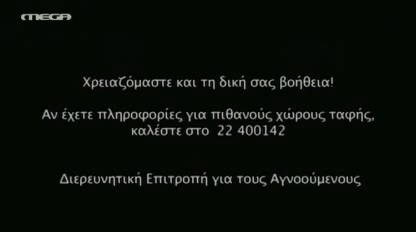 MEGA
Χρειαζόμαστε και τη δική σας βοήθεια!
Αν έχετε πληροφορίες για πιθανούς χώρους ταφής,
καλέστε στο 22 400142
Διερευνητική Επιτροπή για τους Αγνοούμενους